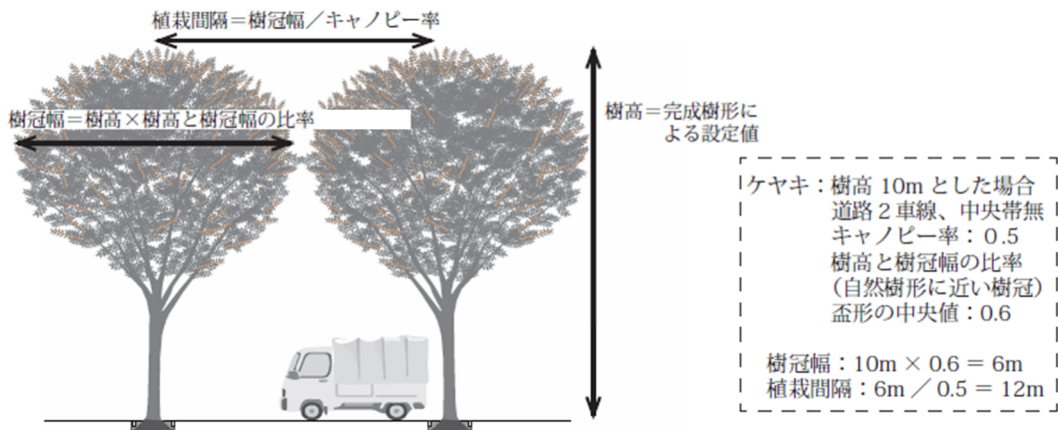 植栽間隔=樹冠幅/キャノピー率
樹冠幅=樹高×樹高と樹冠幅の比率
樹高=完成樹形に
よる設定値
ケヤキ:樹高 10m とした場合
道路2車線、中央帯無
キャノピー率:0.5
樹高と樹冠幅の比率
(自然樹形に近い樹冠)
盃形の中央値:0.6
樹冠幅:10m × 0.6 = 6m
植栽間隔:6m / 0.5 = 12m